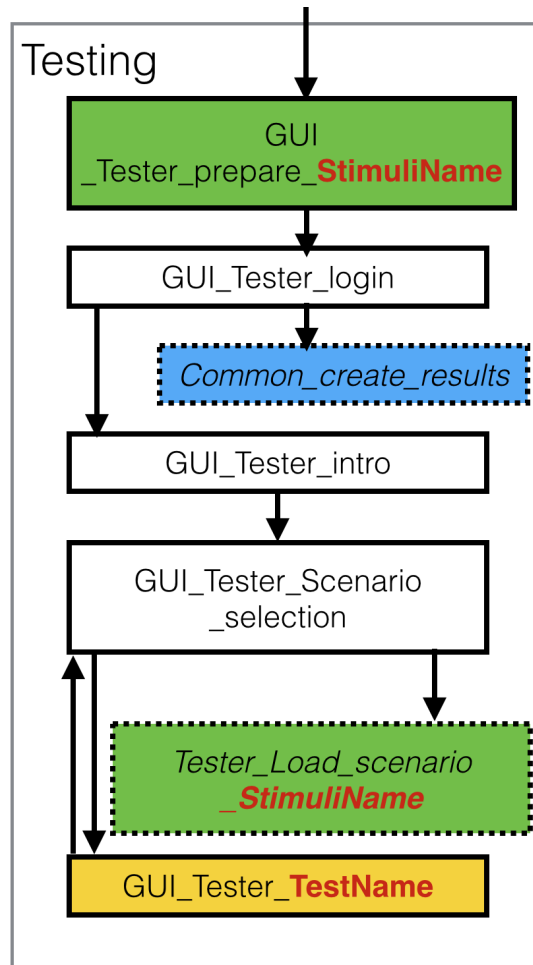 Testing
GUI
_Tester_prepare_StimuliName
GUI_Tester_login
Common_create_results
GUI_Tester_intro
GUI_Tester_Scenario
_selection
Tester_Load_scenario
_StimuliName
GUI_Tester_TestName